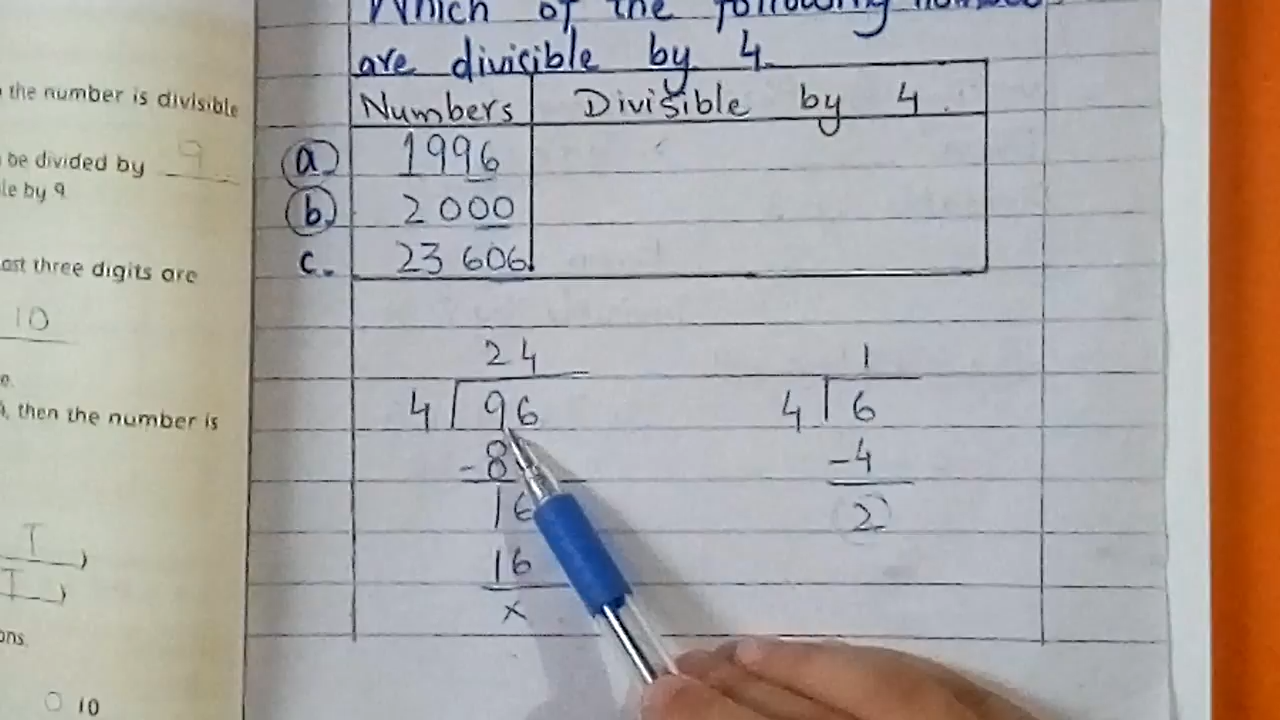 the number is divisible
be divided by 9
le by 9
ast three digits are
10
then the number is
T
I
ons.
10
Which of the following
are divisible by 4.
Numbers Divisible by 4.
a. 1996
b. 2000
c. 23 606
24
4 96
-8
16
16
x
1
4 6
-4
2